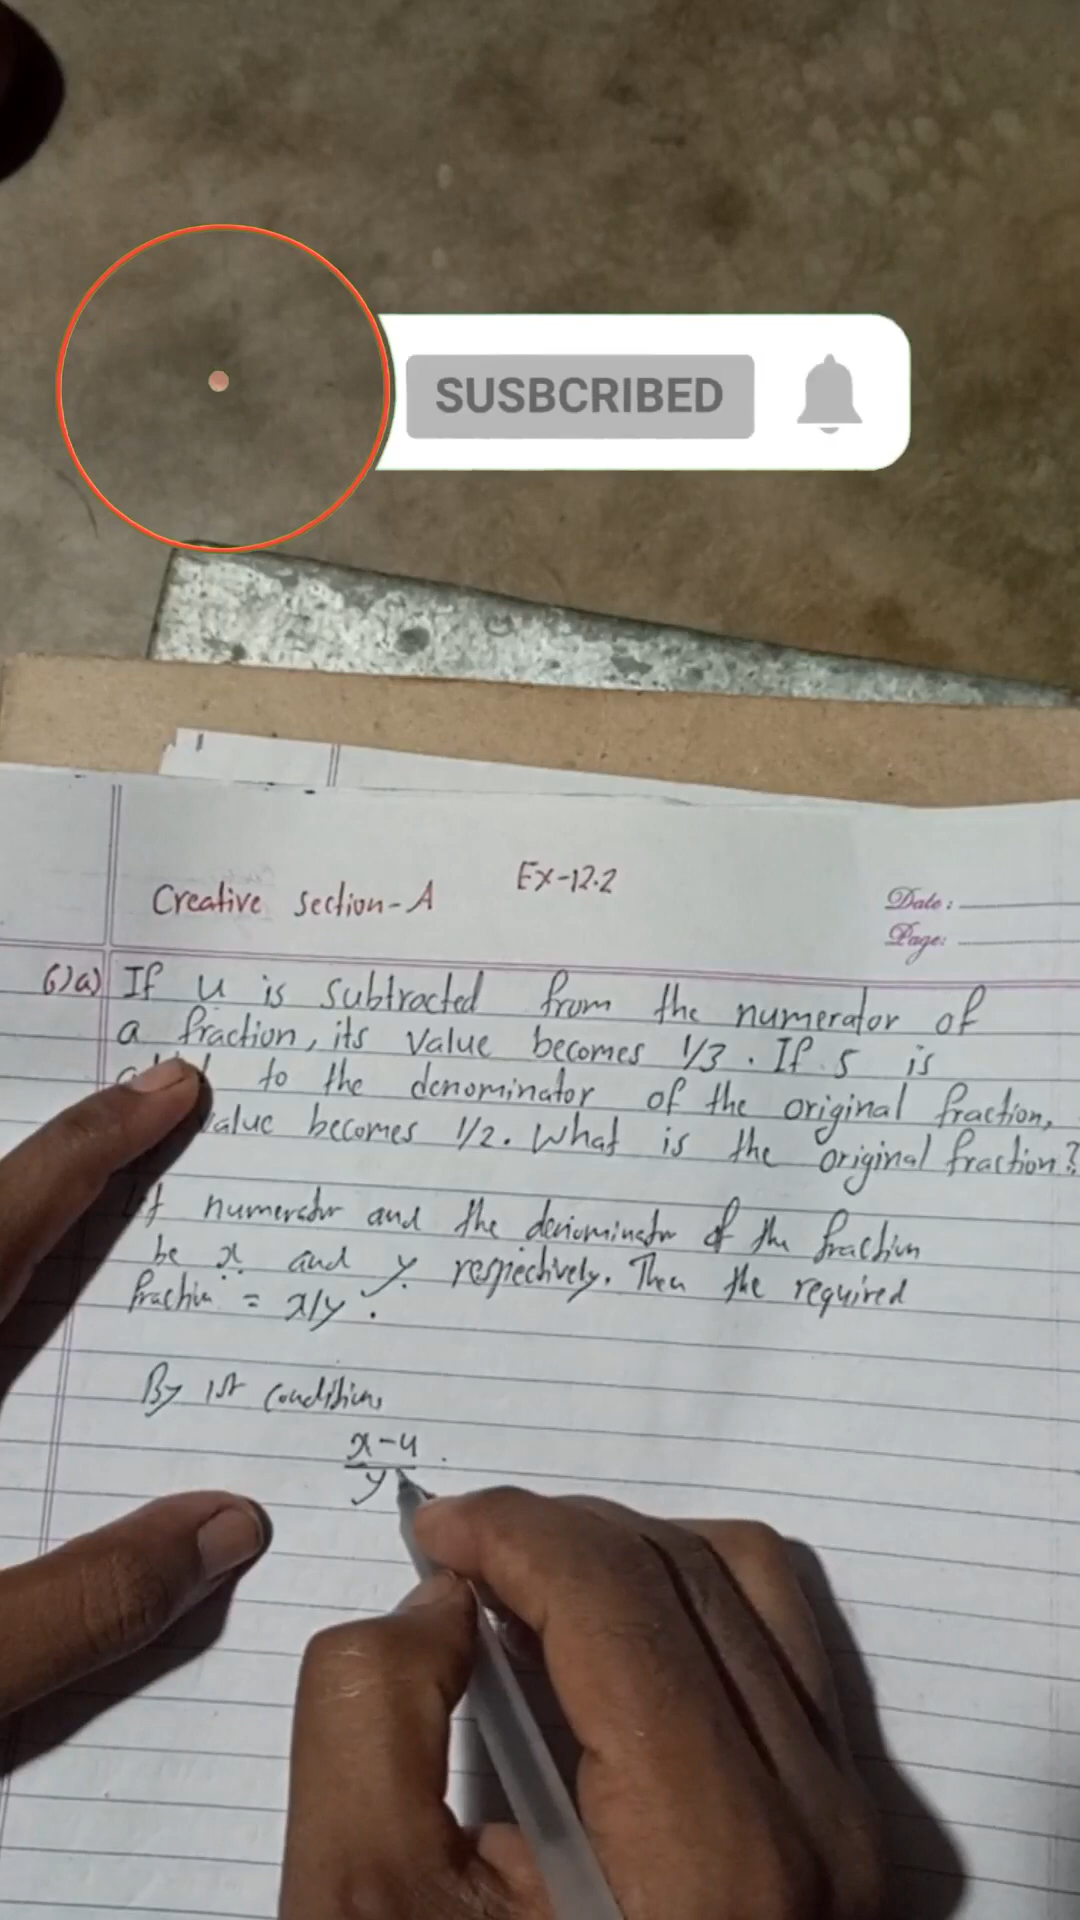 SUSBCRIBED
Ex-12.2
Creative section-A
Date:
Page:
6)a) If 4 is subtracted from the numerator of
a fraction, its value becomes 1/3. If 5 is
to the denominator of the original fraction,
value becomes 1/2. What is the original fraction?
numerator and the denominator of the fraction
be x and y respectively. Then the required
fraction = x/y.
By 1st condition,
x-4
y